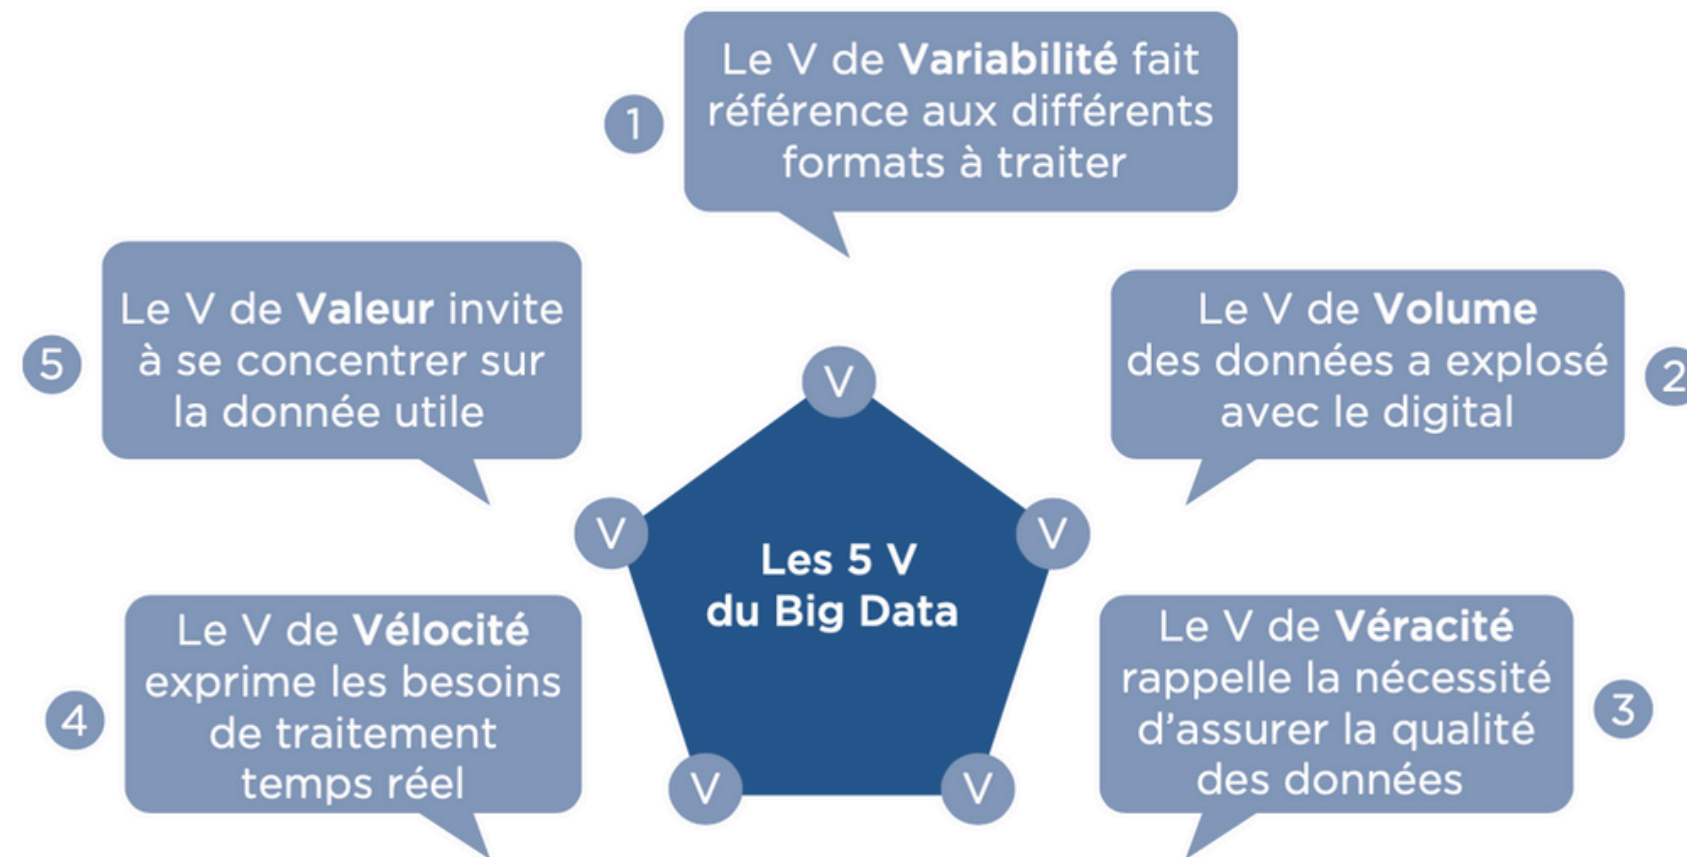 1
Le V de Variabilité fait
référence aux différents
formats à traiter
5
Le V de Valeur invite
à se concentrer sur
la donnée utile
Le V de Volume
des données a explosé
avec le digital
2
V
V
V
Les 5 V
du Big Data
4
Le V de Vélocité
exprime les besoins
de traitement
temps réel
Le V de Véracité
rappelle la nécessité
d’assurer la qualité
des données
3
V
V